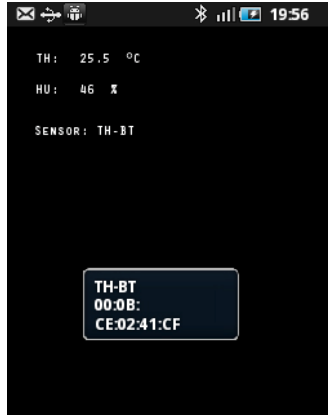 19:56
TH: 25.5 °C
HU: 46 %
SENSOR: TH-BT
TH-BT
00:0B:
CE:02:41:CF